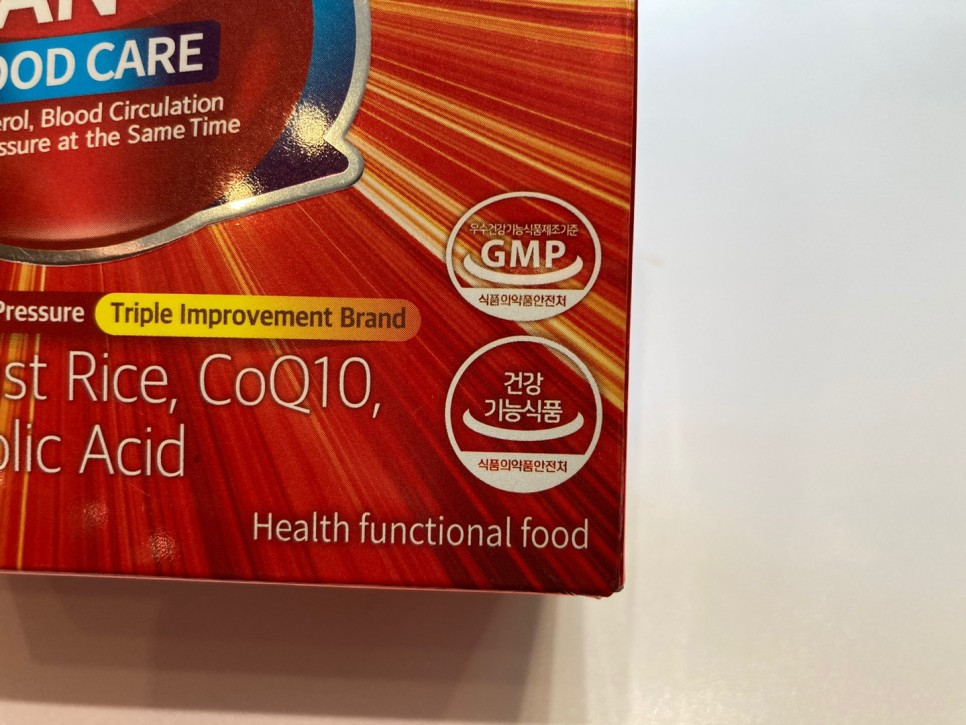 AN
OOD CARE
erol, Blood Circulation
ssure at the Same Time
우수건강기능식품제조기준
GMP
식품의약품안전처
Pressure Triple Improvement Brand
st Rice, CoQ10,
olic Acid
건강
기능식품
식품의약품안전처
Health functional food